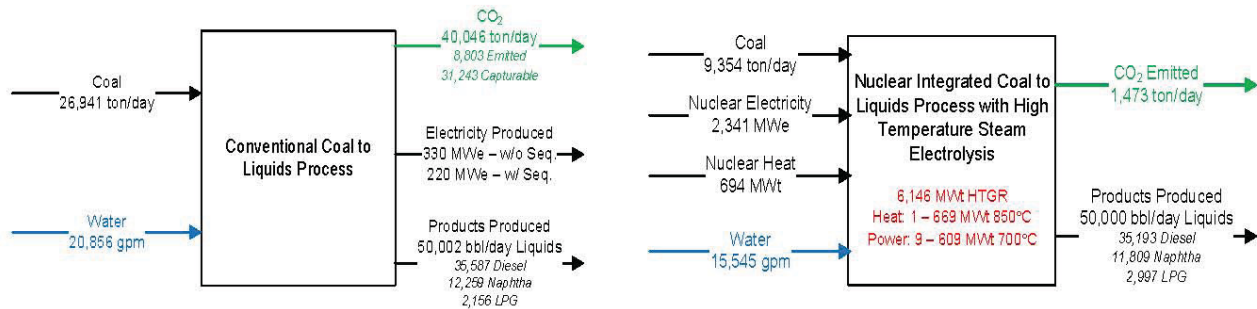 CO2
40,046 ton/day
8,803 Emitted
31,243 Capturable
Coal
26,941 ton/day
Conventional Coal to
Liquids Process
Electricity Produced
330 MWe – w/o Seq.
220 MWe – w/ Seq.
Water
20,856 gpm
Products Produced
50,002 bbl/day Liquids
35,587 Diesel
12,259 Naphtha
2,156 LPG
Coal
9,354 ton/day
Nuclear Electricity
2,341 MWe
Nuclear Heat
694 MWt
Water
15,545 gpm
Nuclear Integrated Coal to
Liquids Process with High
Temperature Steam
Electrolysis
6,146 MWt HTGR
Heat: 1 – 669 MWt 850°C
Power: 9 – 609 MWt 700°C
CO2 Emitted
1,473 ton/day
Products Produced
50,000 bbl/day Liquids
35,193 Diesel
11,809 Naphtha
2,997 LPG